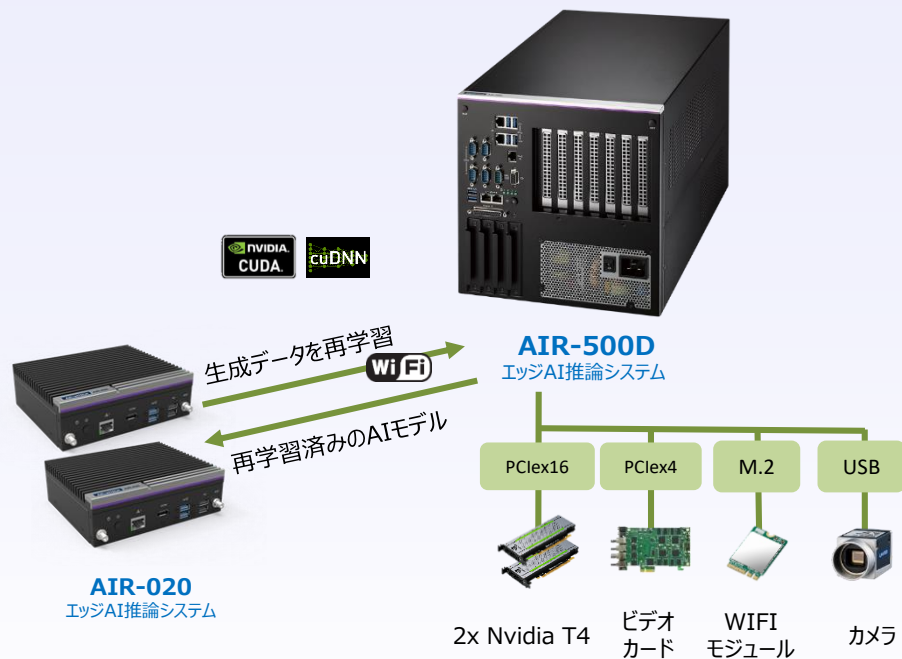 NVIDIA.
CUDA.
cuDNN
生成データを再学習
WiFi
再学習済みのAIモデル
AIR-500D
エッジAI推論システム
PCIex16
PCIex4
M.2
USB
AIR-020
エッジAI推論システム
2x Nvidia T4
ビデオ
カード
WIFI
モジュール
カメラ